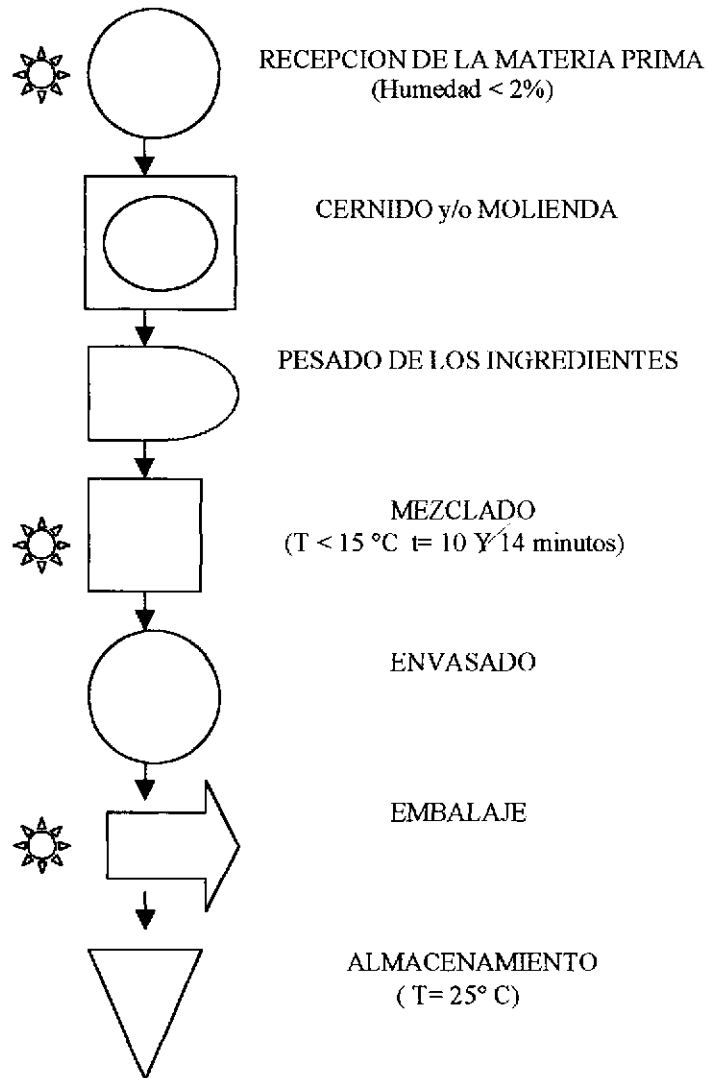 RECEPCION DE LA MATERIA PRIMA
(Humedad < 2%)
CERNIDO y/o MOLIENDA
PESADO DE LOS INGREDIENTES
MEZCLADO
(T < 15 °C t= 10 Y 14 minutos)
ENVASADO
EMBALAJE
ALMACENAMIENTO
( T= 25° C)